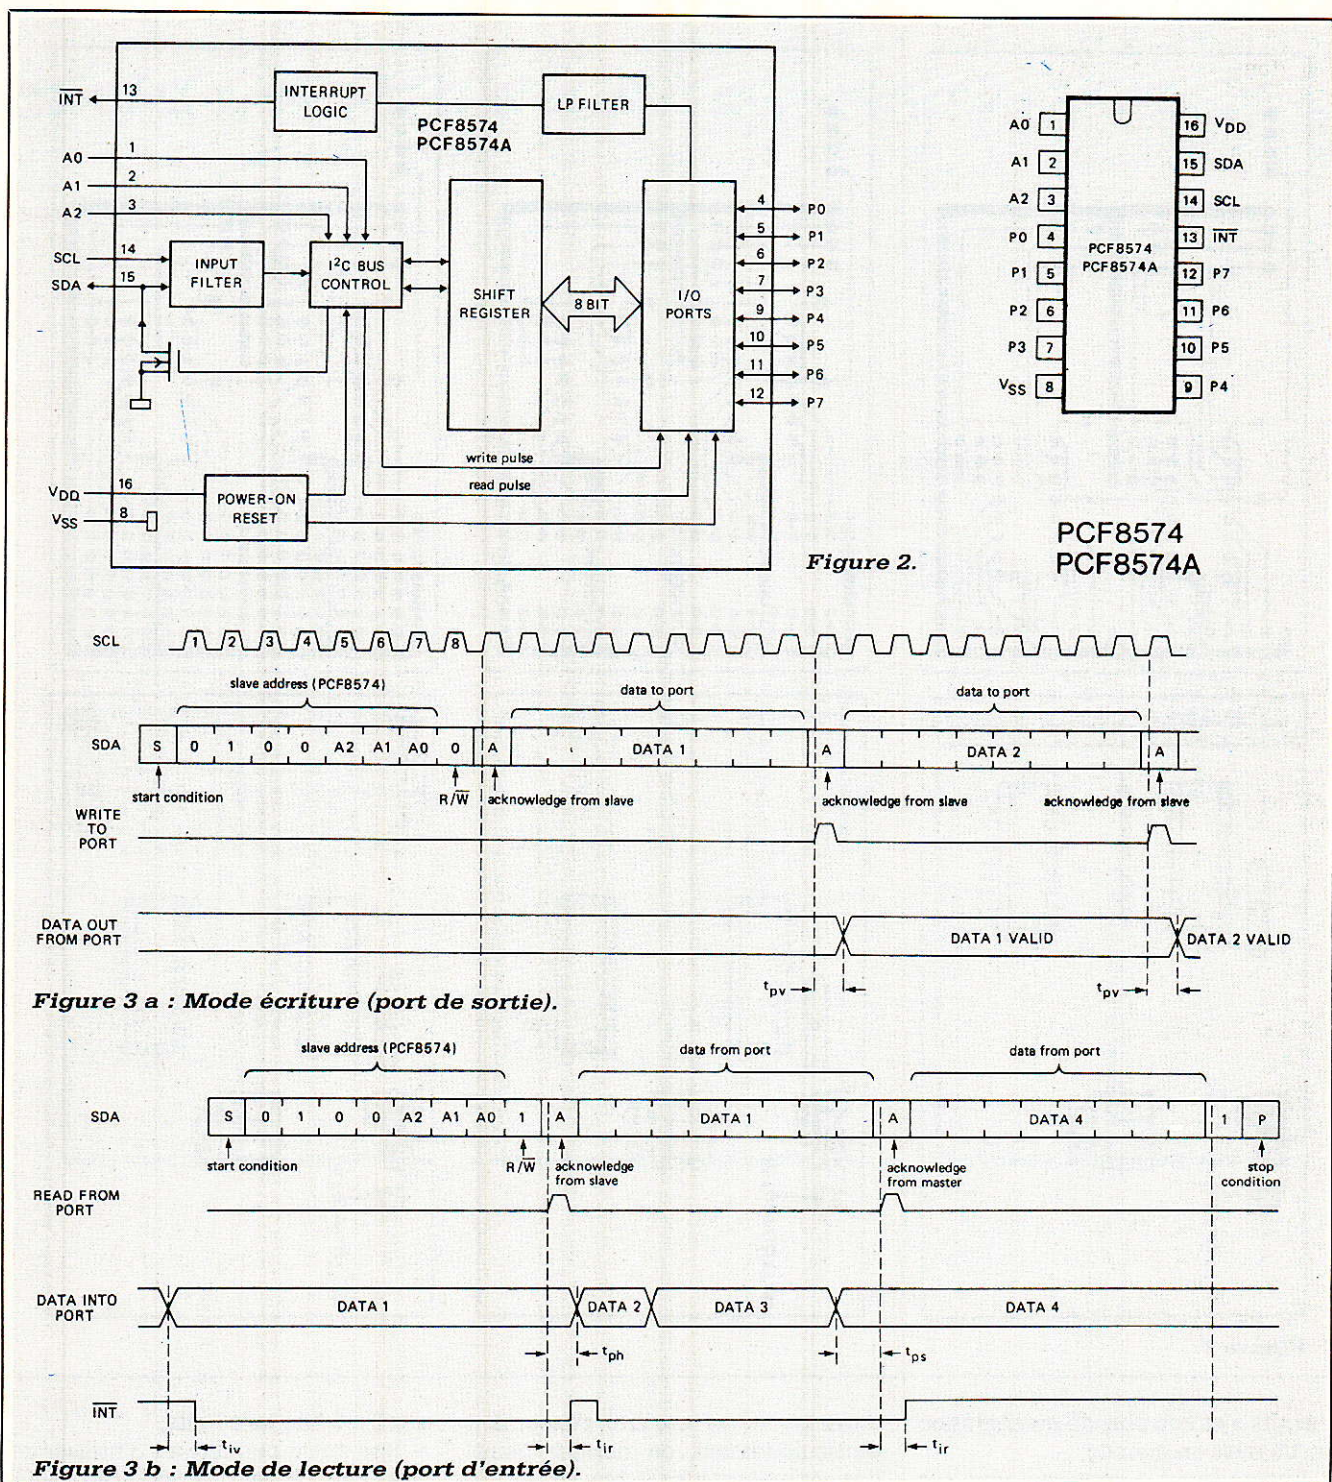 INT 13 INTERRUPT LOGIC LP FILTER
PCF8574
PCF8574A
A0 1
A1 2
A2 3
SCL 14
SDA 15
INPUT FILTER
I²C BUS CONTROL
SHIFT REGISTER
8 BIT
I/O PORTS
4 P0
5 P1
6 P2
7 P3
9 P4
10 P5
11 P6
12 P7
write pulse
read pulse
VDD 16
VSS 8
POWER-ON RESET
A0 1 16 VDD
A1 2 15 SDA
A2 3 14 SCL
P0 4 13 INT
PCF8574
PCF8574A
P1 5 12 P7
P2 6 11 P6
P3 7 10 P5
VSS 8 9 P4
Figure 2.
PCF8574
PCF8574A
SCL 1 2 3 4 5 6 7 8
slave address (PCF8574) data to port data to port
SDA S 0 1 0 0 A2 A1 A0 0 A DATA 1 A DATA 2 A
start condition R/W acknowledge from slave acknowledge from slave acknowledge from slave
WRITE TO PORT
DATA OUT FROM PORT DATA 1 VALID DATA 2 VALID
tpv tpv
Figure 3 a : Mode écriture (port de sortie).
slave address (PCF8574) data from port data from port
SDA S 0 1 0 0 A2 A1 A0 1 A DATA 1 A DATA 4 1 P
start condition R/W acknowledge from slave acknowledge from master stop condition
READ FROM PORT
DATA INTO PORT DATA 1 DATA 2 DATA 3 DATA 4
tph tps
INT
tiv tir tir
Figure 3 b : Mode de lecture (port d'entrée).